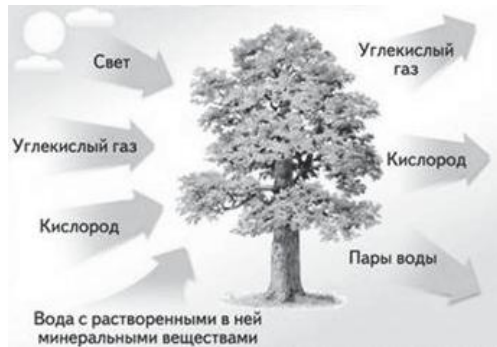 Свет
Углекислый газ
Кислород
Вода с растворенными в ней
минеральными веществами
Углекислый
газ
Кислород
Пары воды